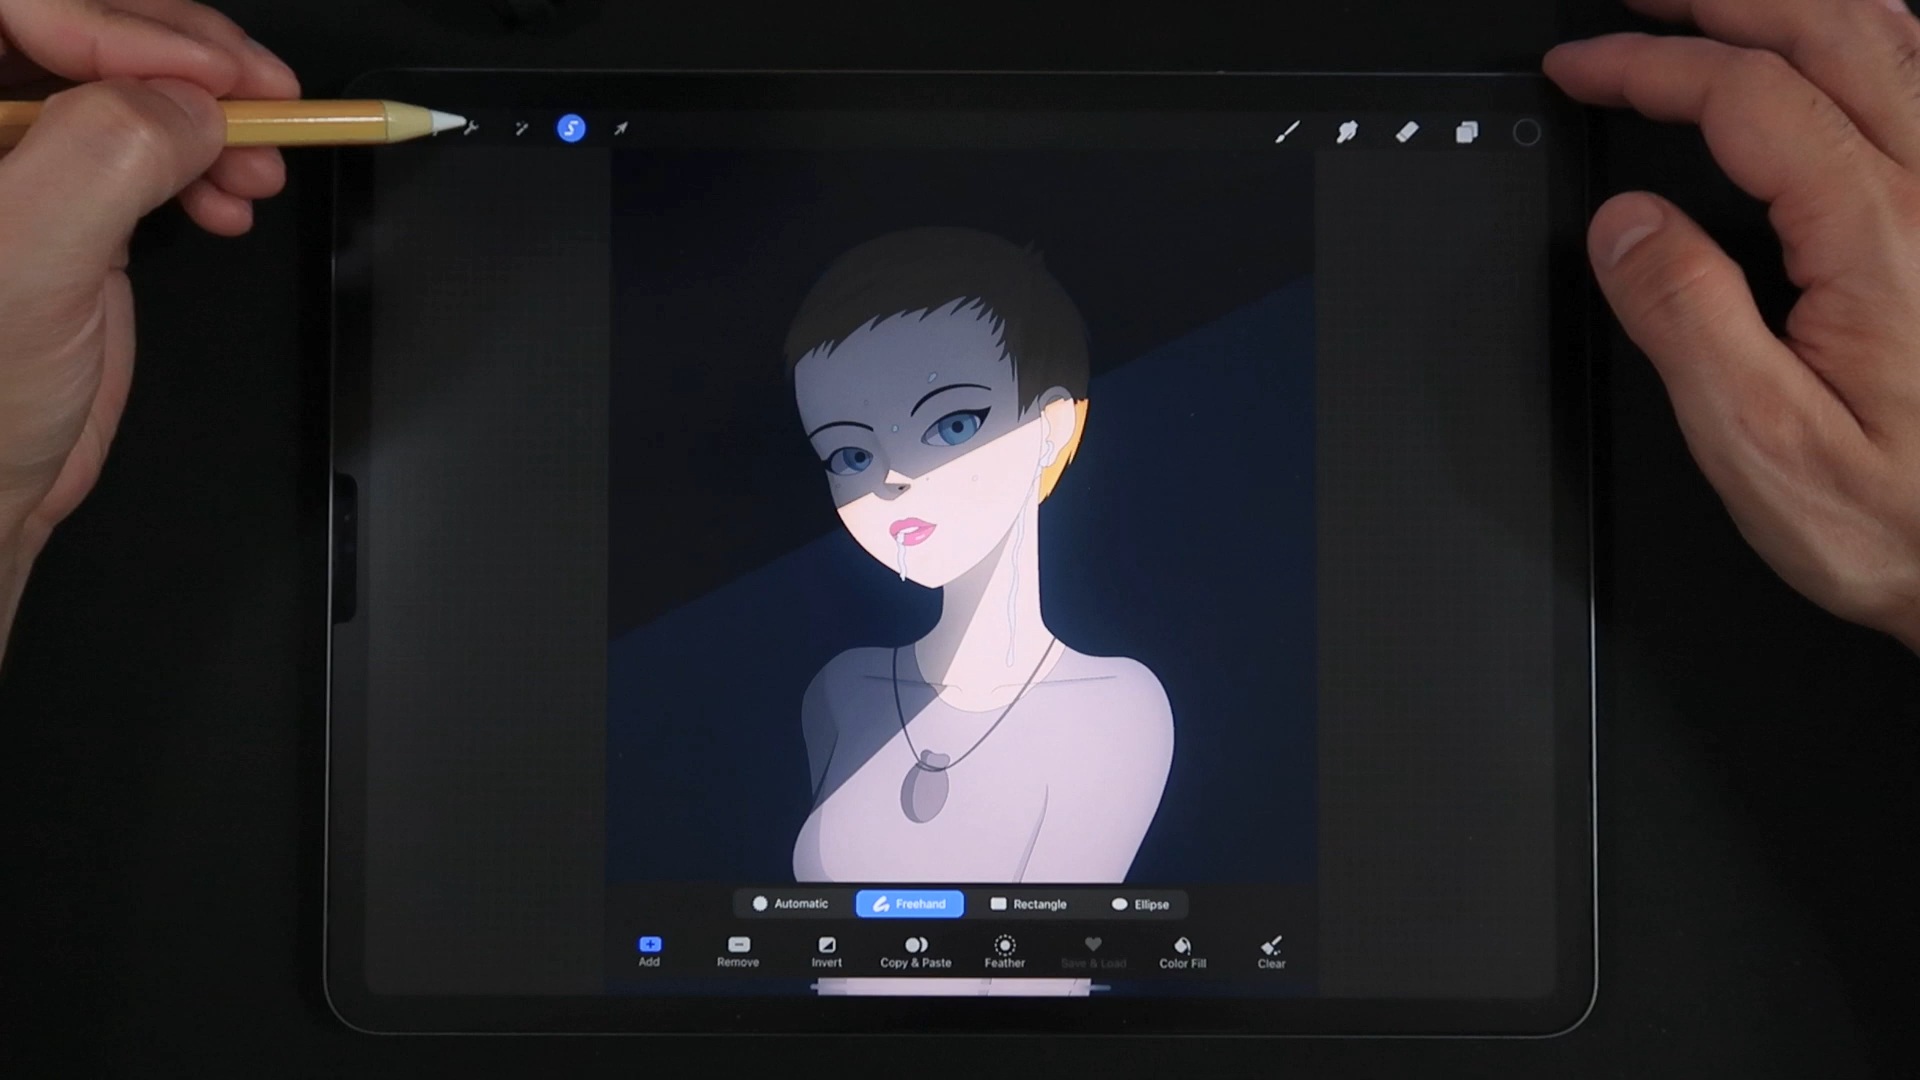 Automatic Freehand Rectangle Ellipse
Add Remove Invert Copy & Paste Feather Save & Load Color Fill Clear